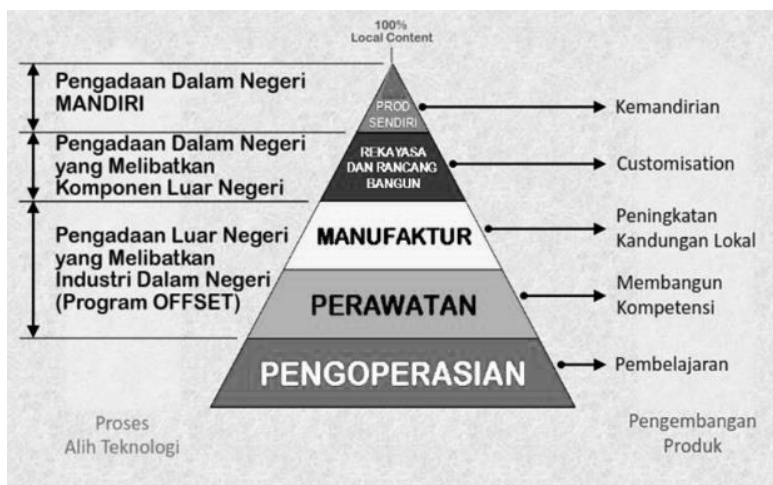 100%
Local Content
Pengadaan Dalam Negeri
MANDIRI
Pengadaan Dalam Negeri
yang Melibatkan
Komponen Luar Negeri
Pengadaan Luar Negeri
yang Melibatkan
Industri Dalam Negeri
(Program OFFSET)
Proses
Alih Teknologi
PROD
SENDIRI
REKAYASA
DAN RANCANG
BANGUN
MANUFAKTUR
PERAWATAN
PENGOPERASIAN
Kemandirian
Customisation
Peningkatan
Kandungan Lokal
Membangun
Kompetensi
Pembelajaran
Pengembangan
Produk